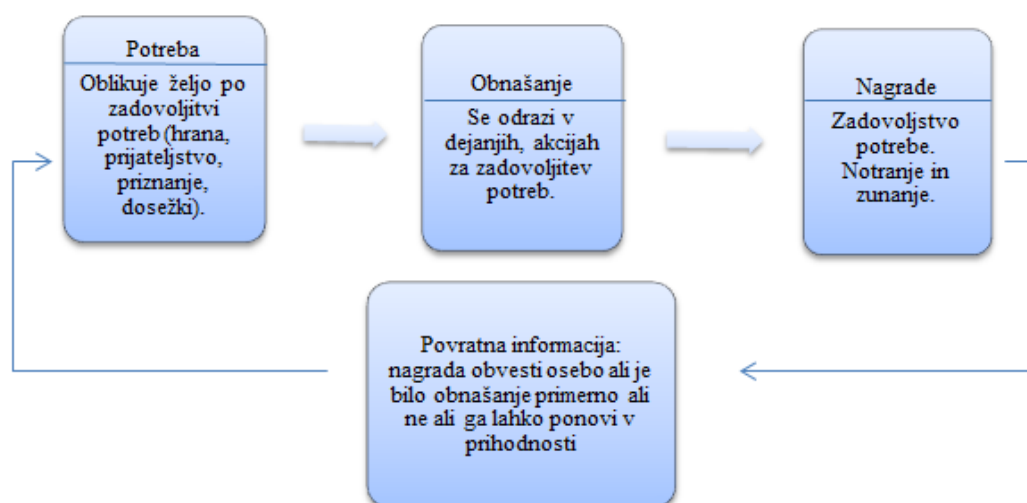 Potreba
Oblikuje željo po
zadovoljitvi
potreb (hrana,
prijateljstvo,
priznanje,
dosežki).
Obnašanje
Se odrazi v
dejanjih, akcijah
za zadovoljitev
potreb.
Nagrade
Zadovoljstvo
potrebe.
Notranje in
zunanje.
Povratna informacija:
nagrada obvesti osebo ali je
bilo obnašanje primerno ali
ne ali ga lahko ponovi v
prihodnosti